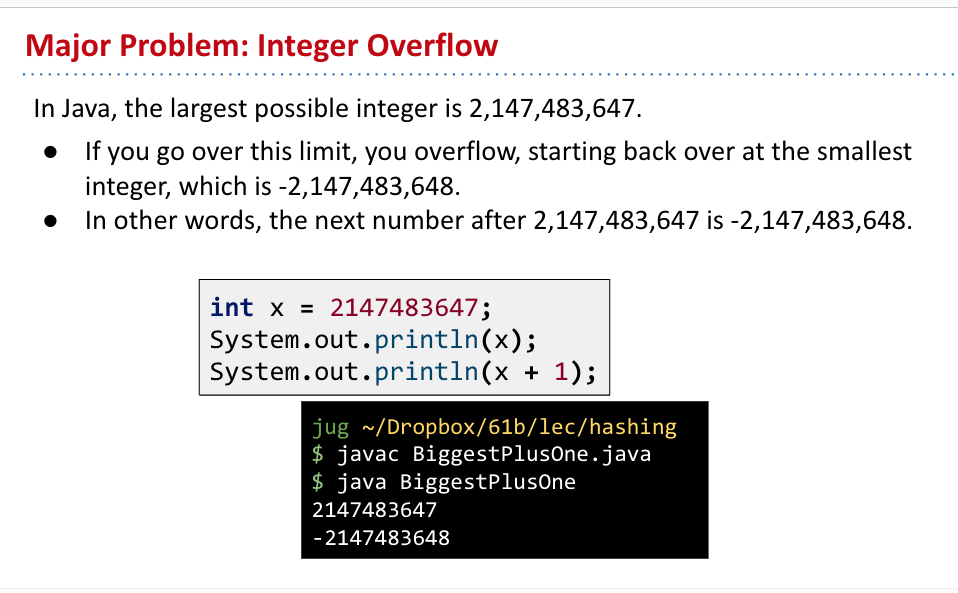 Major Problem: Integer Overflow
In Java, the largest possible integer is 2,147,483,647.
● If you go over this limit, you overflow, starting back over at the smallest
integer, which is -2,147,483,648.
● In other words, the next number after 2,147,483,647 is -2,147,483,648.
int x = 2147483647;
System.out.println(x);
System.out.println(x + 1);
jug ~/Dropbox/61b/lec/hashing
$ javac BiggestPlusOne.java
$ java BiggestPlusOne
2147483647
-2147483648